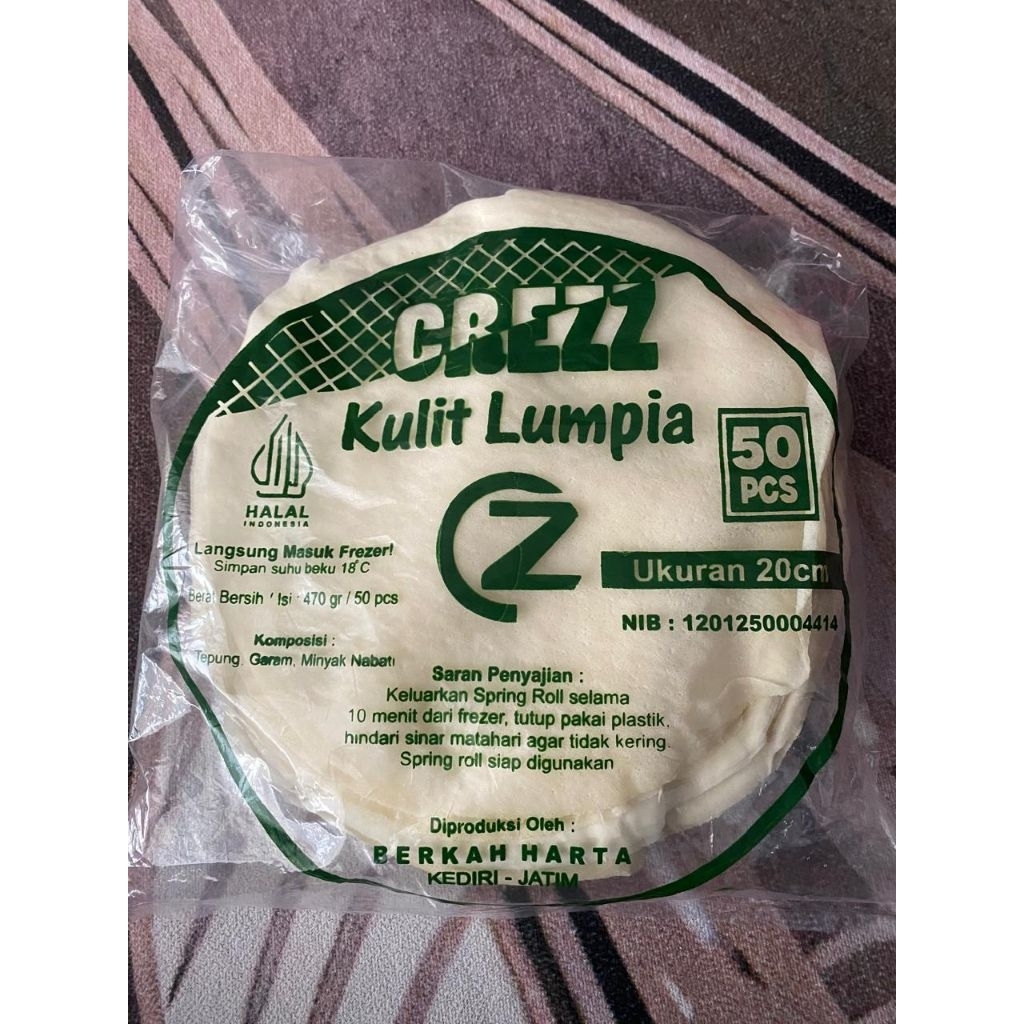 CREZZ
Kulit Lumpia
50
PCS
HALAL
INDONESIA
Langsung Masuk Frezer!
Simpan suhu beku 18°C
Berat Bersih / Isi : 470 gr / 50 pcs
Komposisi :
Tepung, Garam, Minyak Nabati
CZ
Ukuran 20cm
NIB : 1201250004414
Saran Penyajian :
Keluarkan Spring Roll selama
10 menit dari frezer, tutup pakai plastik,
hindari sinar matahari agar tidak kering.
Spring roll siap digunakan
Diproduksi Oleh :
BERKAH HARTA
KEDIRI - JATIM